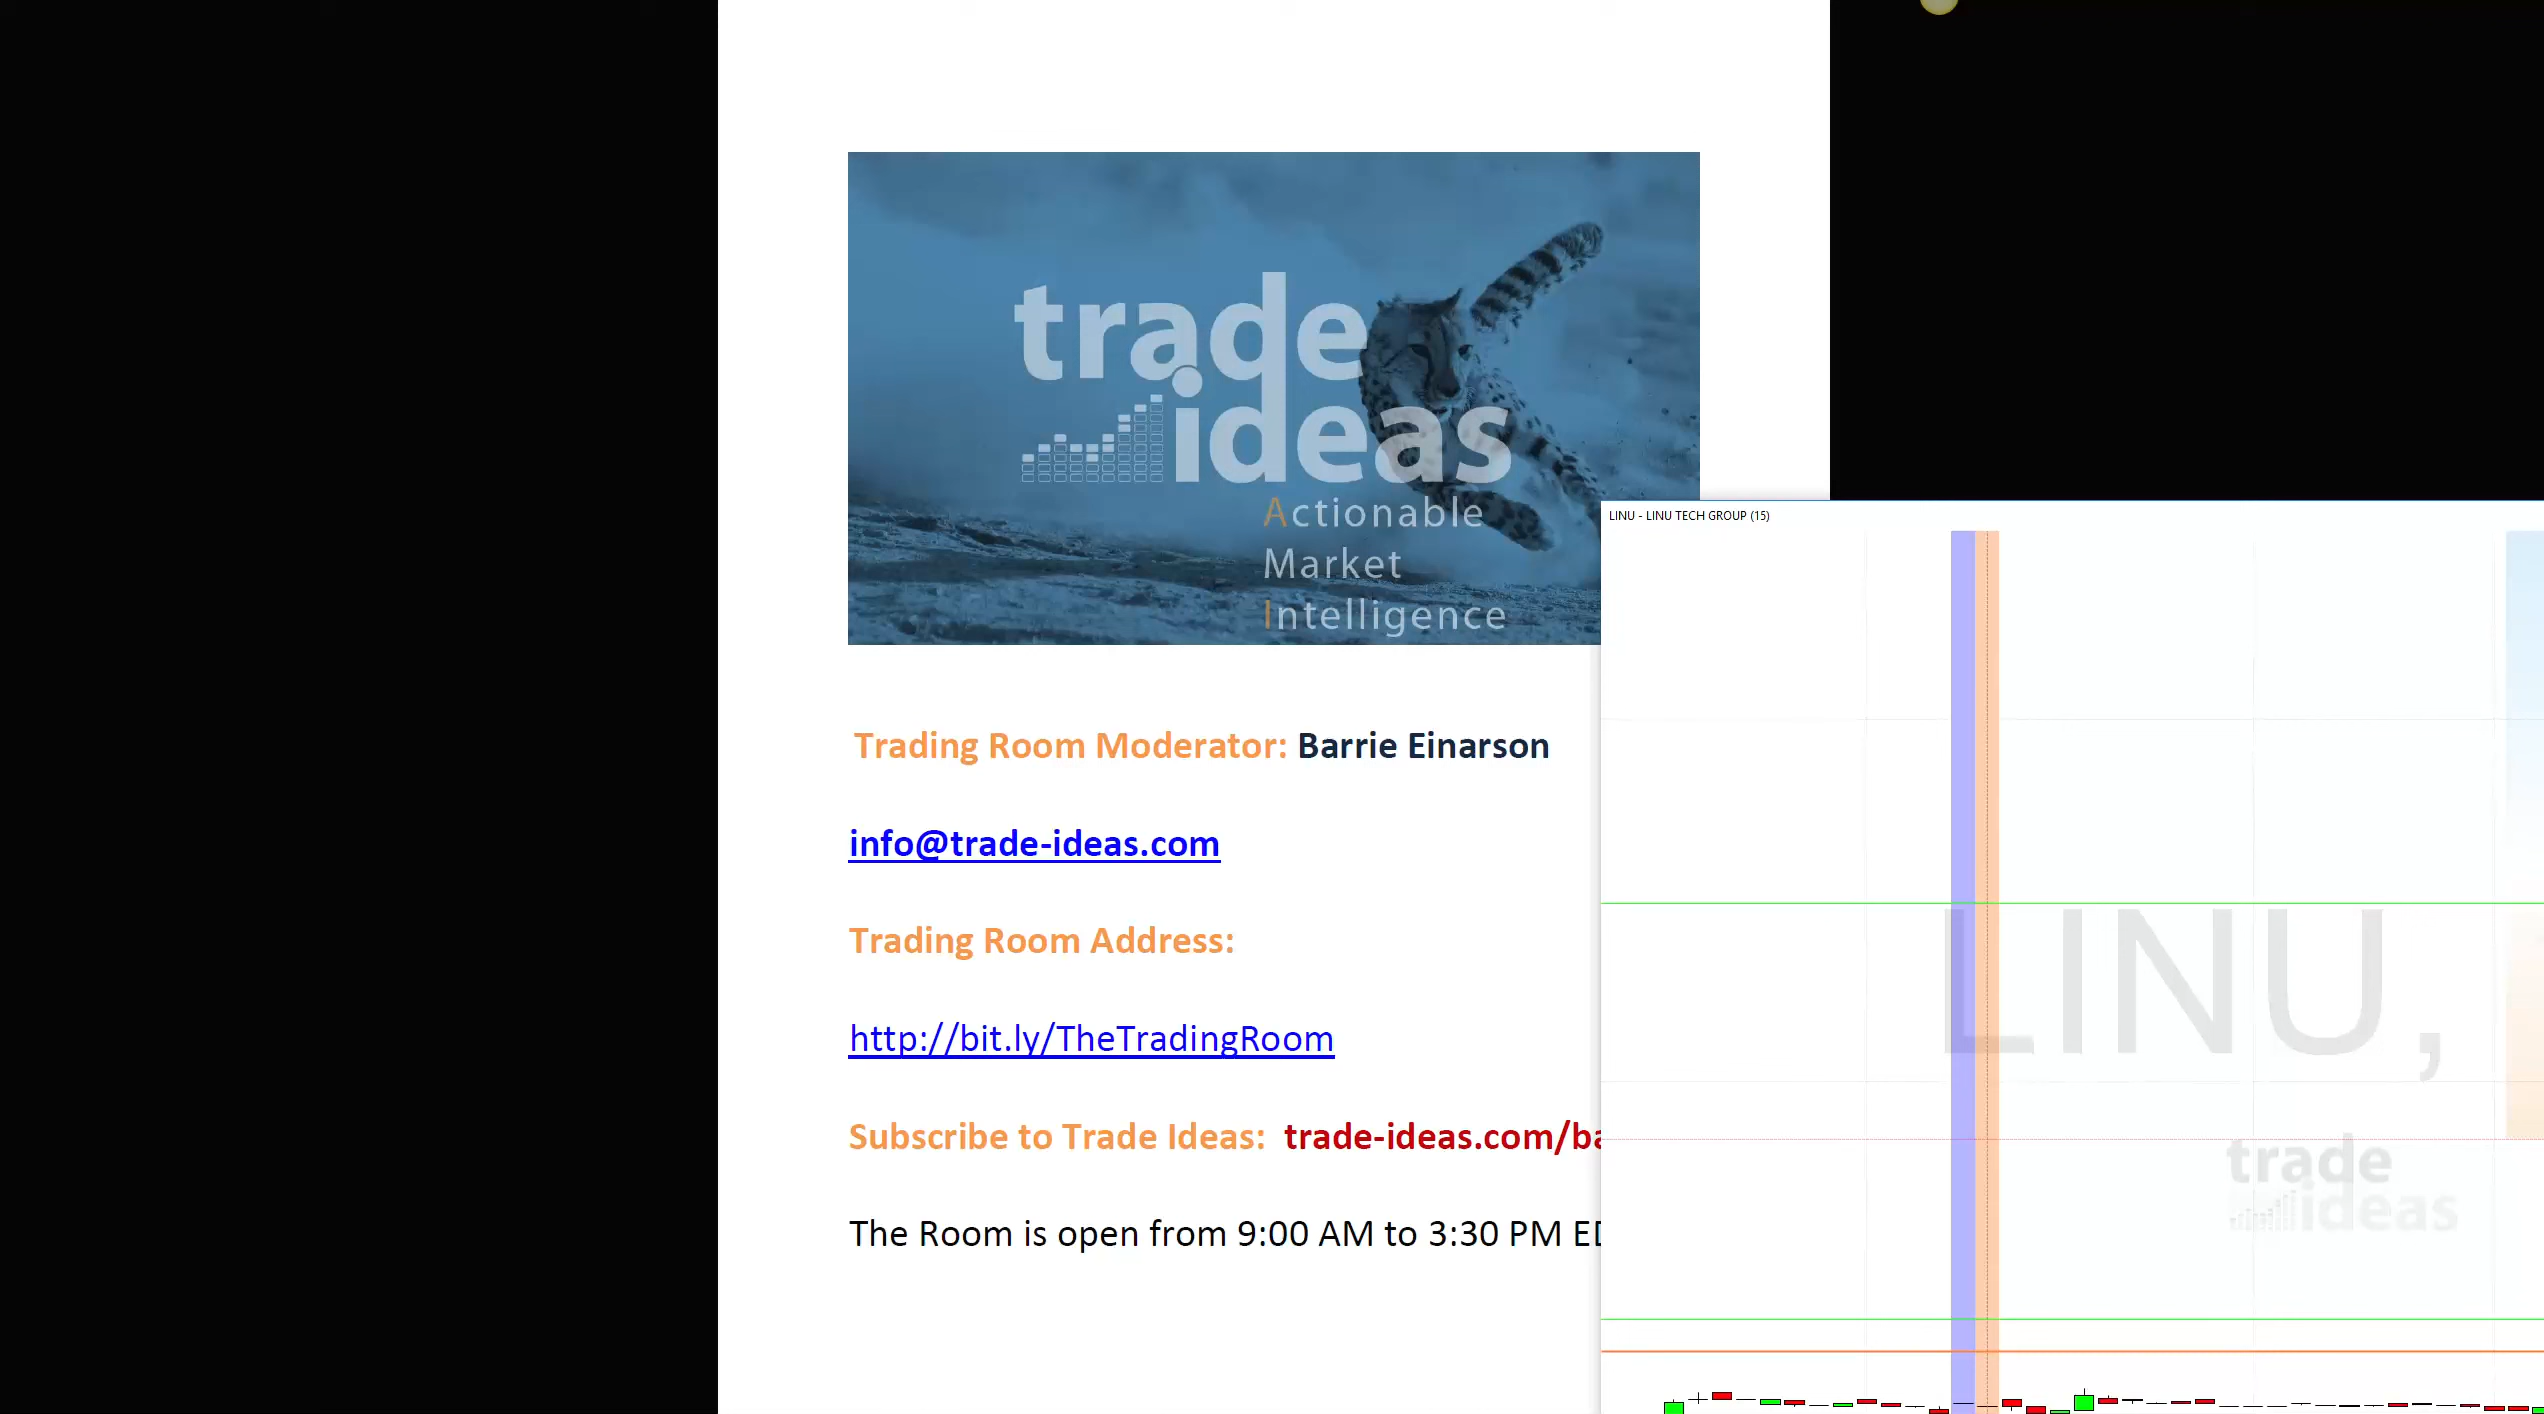 trade
ideas
Actionable
Market
Intelligence
LINU - LINU TECH GROUP (15)
Trading Room Moderator: Barrie Einarson
info@trade-ideas.com
Trading Room Address:
http://bit.ly/TheTradingRoom
Subscribe to Trade Ideas: trade-ideas.com/ba
The Room is open from 9:00 AM to 3:30 PM
LINU,
trade
ideas